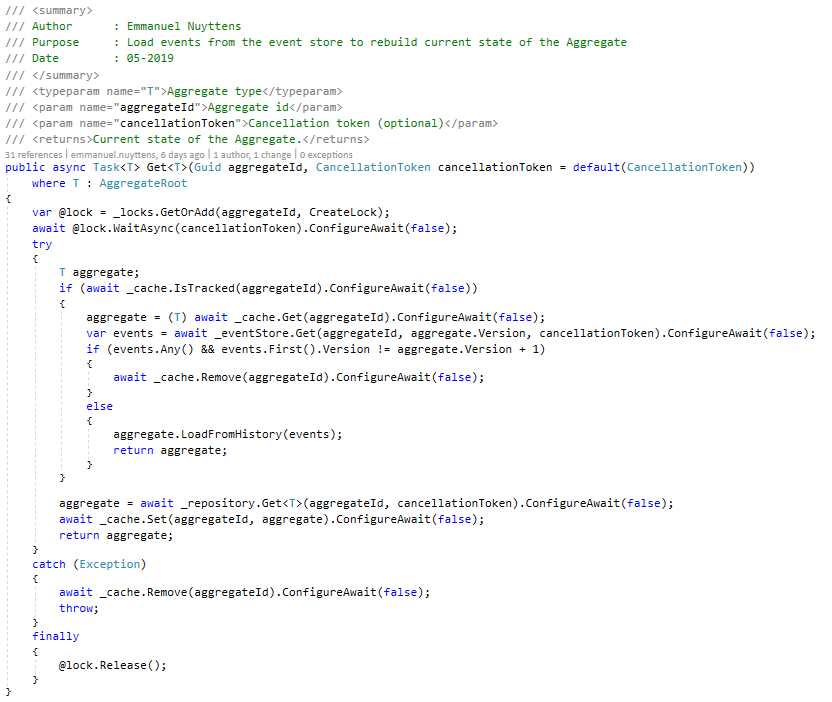 /// <summary>
/// Author      : Emmanuel Nuyttens
/// Purpose     : Load events from the event store to rebuild current state of the Aggregate
/// Date        : 05-2019
/// </summary>
/// <typeparam name="T">Aggregate type</typeparam>
/// <param name="aggregateId">Aggregate id</param>
/// <param name="cancellationToken">Cancellation token (optional)</param>
/// <returns>Current state of the Aggregate.</returns>
31 references | emmanuel.nuyttens, 6 days ago | 1 author, 1 change | 0 exceptions
public async Task<T> Get<T>(Guid aggregateId, CancellationToken cancellationToken = default(CancellationToken))
    where T : AggregateRoot
{
    var @lock = _locks.GetOrAdd(aggregateId, CreateLock);
    await @lock.WaitAsync(cancellationToken).ConfigureAwait(false);
    try
    {
        T aggregate;
        if (await _cache.IsTracked(aggregateId).ConfigureAwait(false))
        {
            aggregate = (T) await _cache.Get(aggregateId).ConfigureAwait(false);
            var events = await _eventStore.Get(aggregateId, aggregate.Version, cancellationToken).ConfigureAwait(false);
            if (events.Any() && events.First().Version != aggregate.Version + 1)
            {
                await _cache.Remove(aggregateId).ConfigureAwait(false);
            }
            else
            {
                aggregate.LoadFromHistory(events);
                return aggregate;
            }
        }

        aggregate = await _repository.Get<T>(aggregateId, cancellationToken).ConfigureAwait(false);
        await _cache.Set(aggregateId, aggregate).ConfigureAwait(false);
        return aggregate;
    }
    catch (Exception)
    {
        await _cache.Remove(aggregateId).ConfigureAwait(false);
        throw;
    }
    finally
    {
        @lock.Release();
    }
}